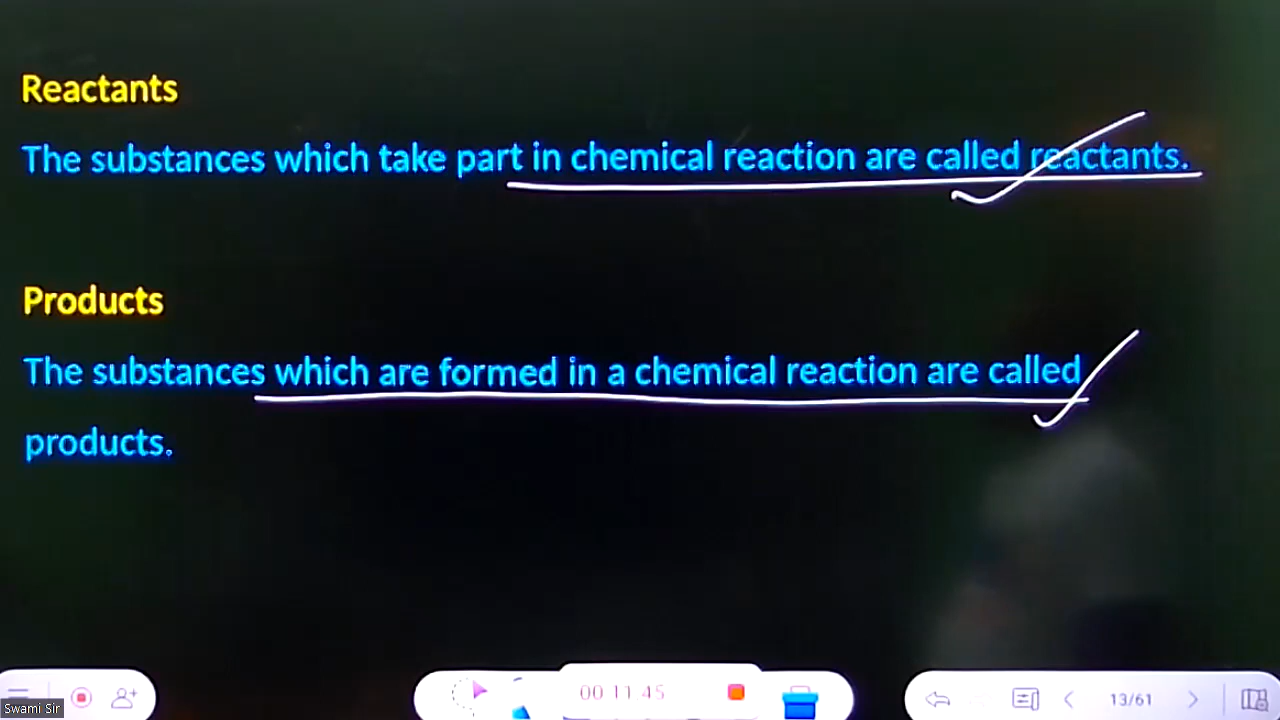 Reactants
The substances which take part in chemical reaction are called reactants.
Products
The substances which are formed in a chemical reaction are called
products.
00 11 45
13/61
Swami Sir